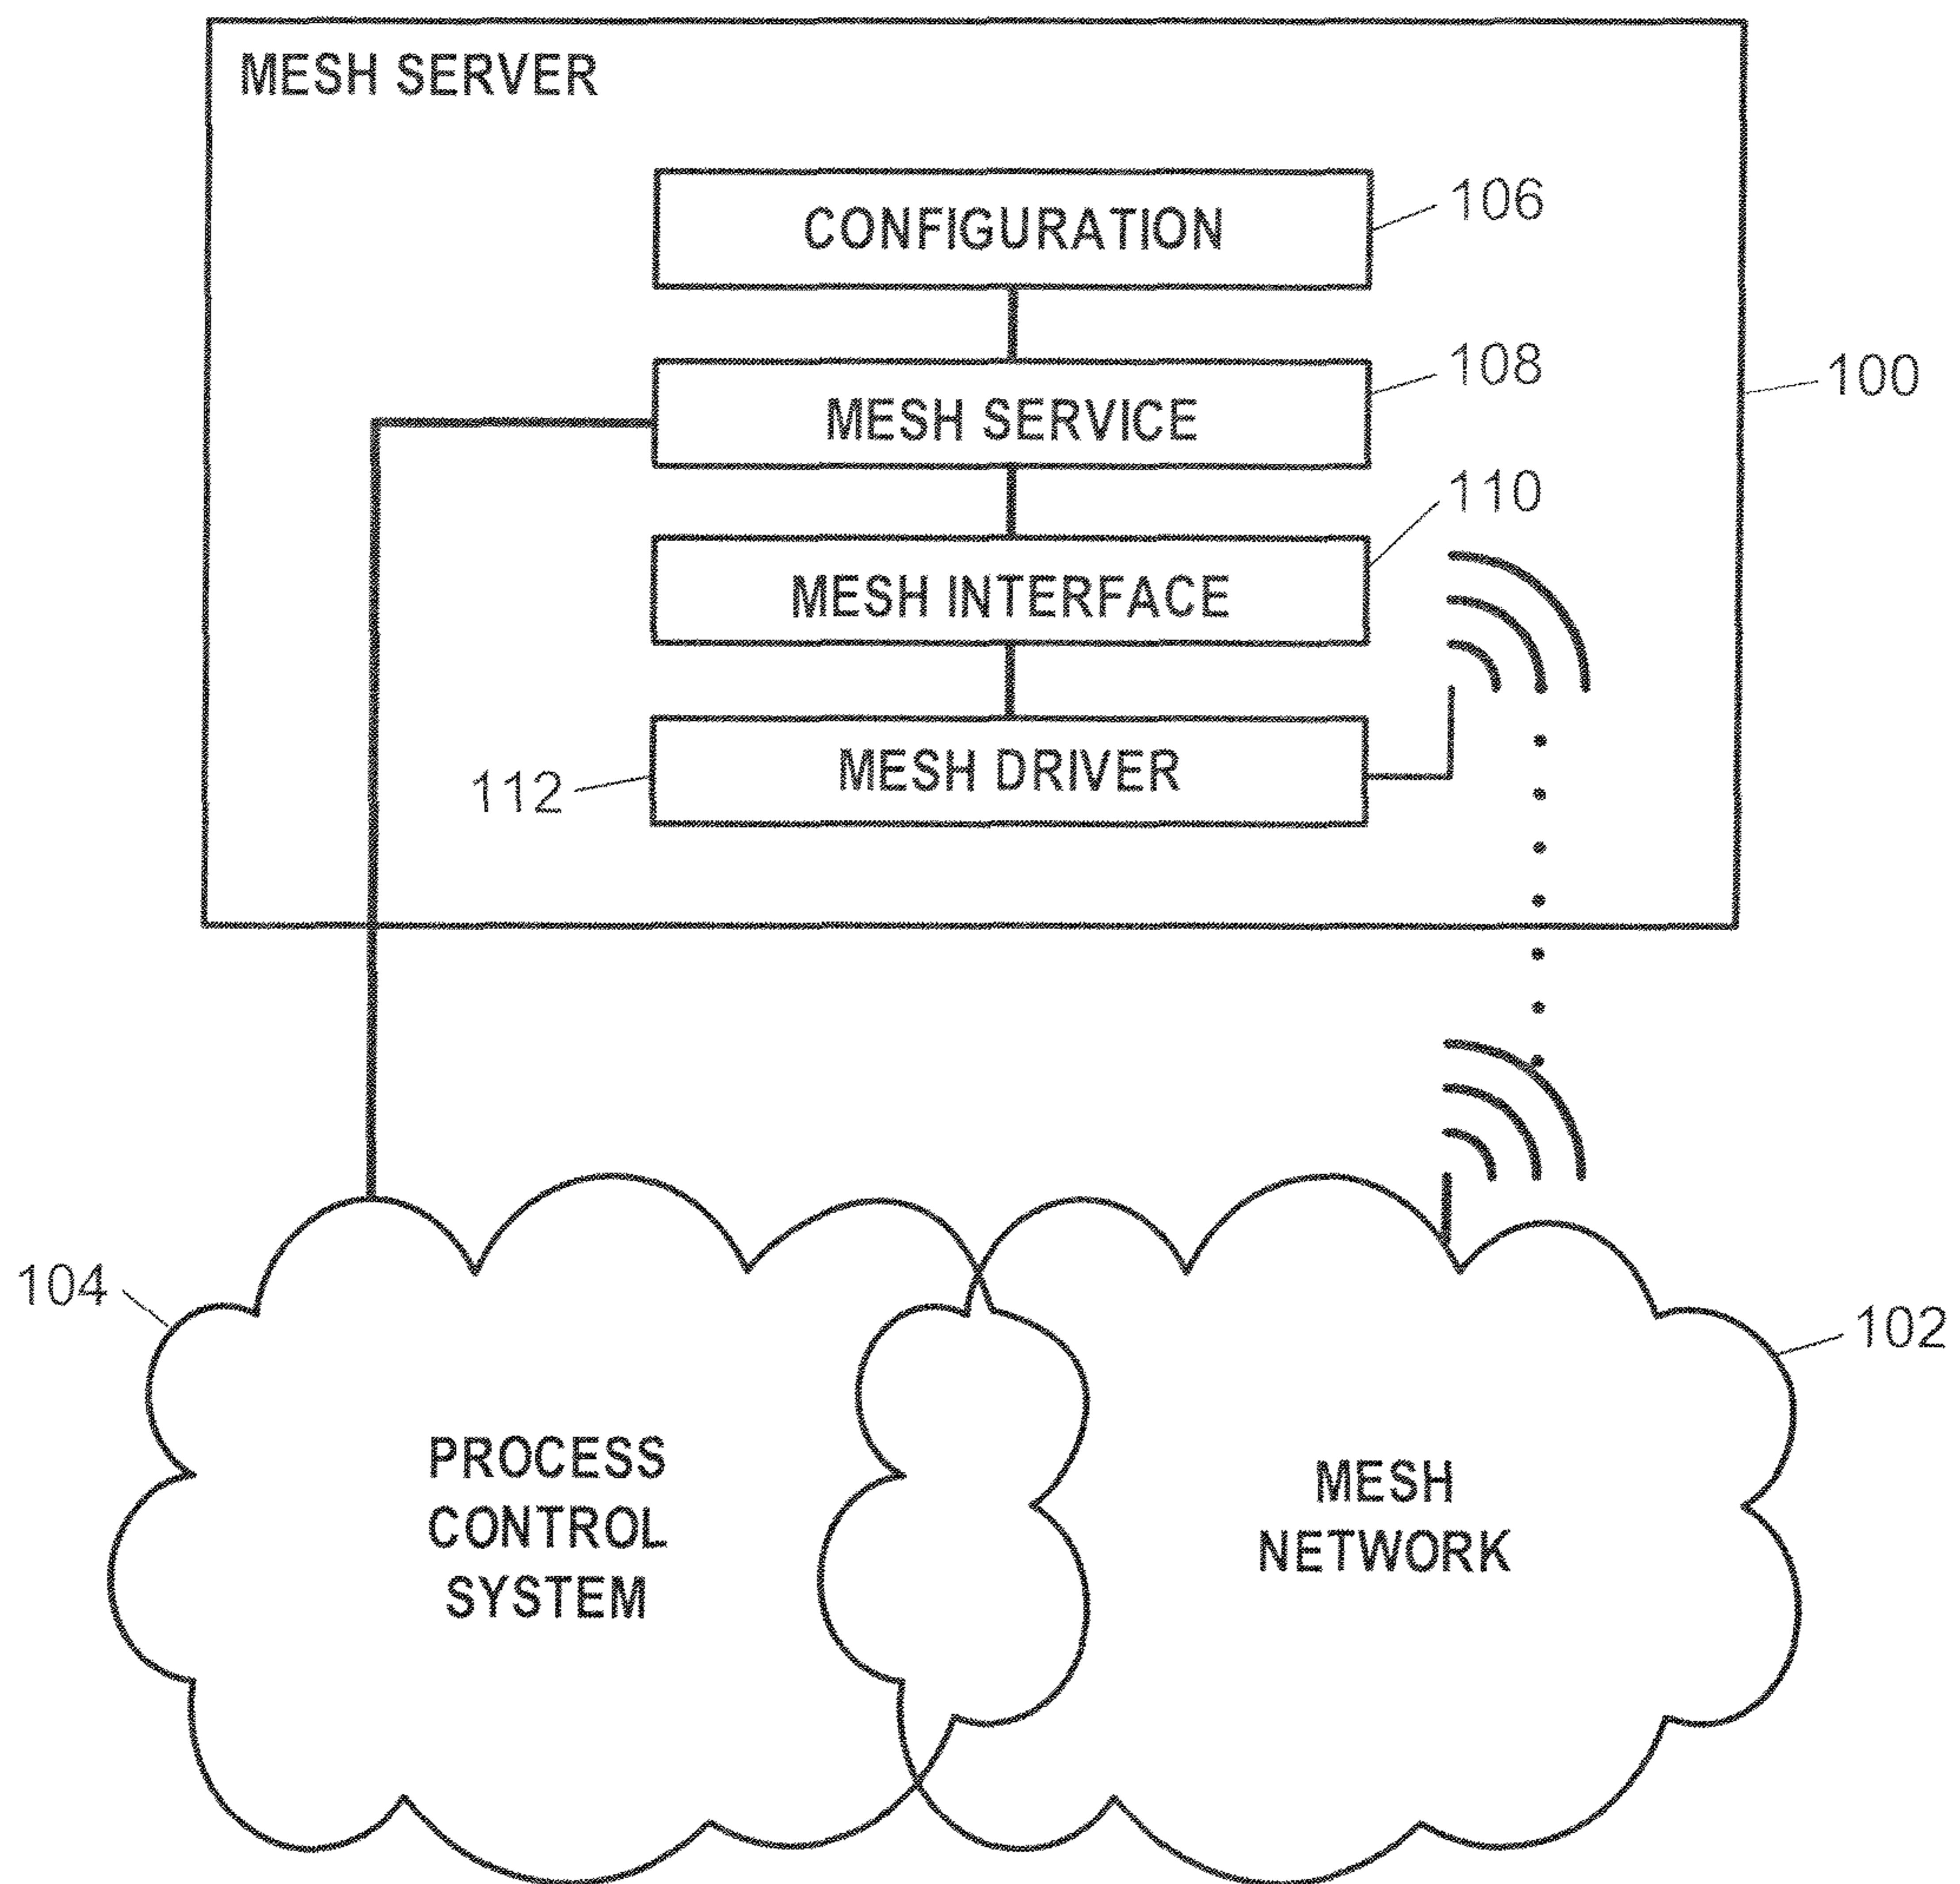 MESH SERVER
CONFIGURATION
106
MESH SERVICE
108
100
MESH INTERFACE
110
MESH DRIVER
112
104
102
PROCESS
CONTROL
SYSTEM
MESH
NETWORK